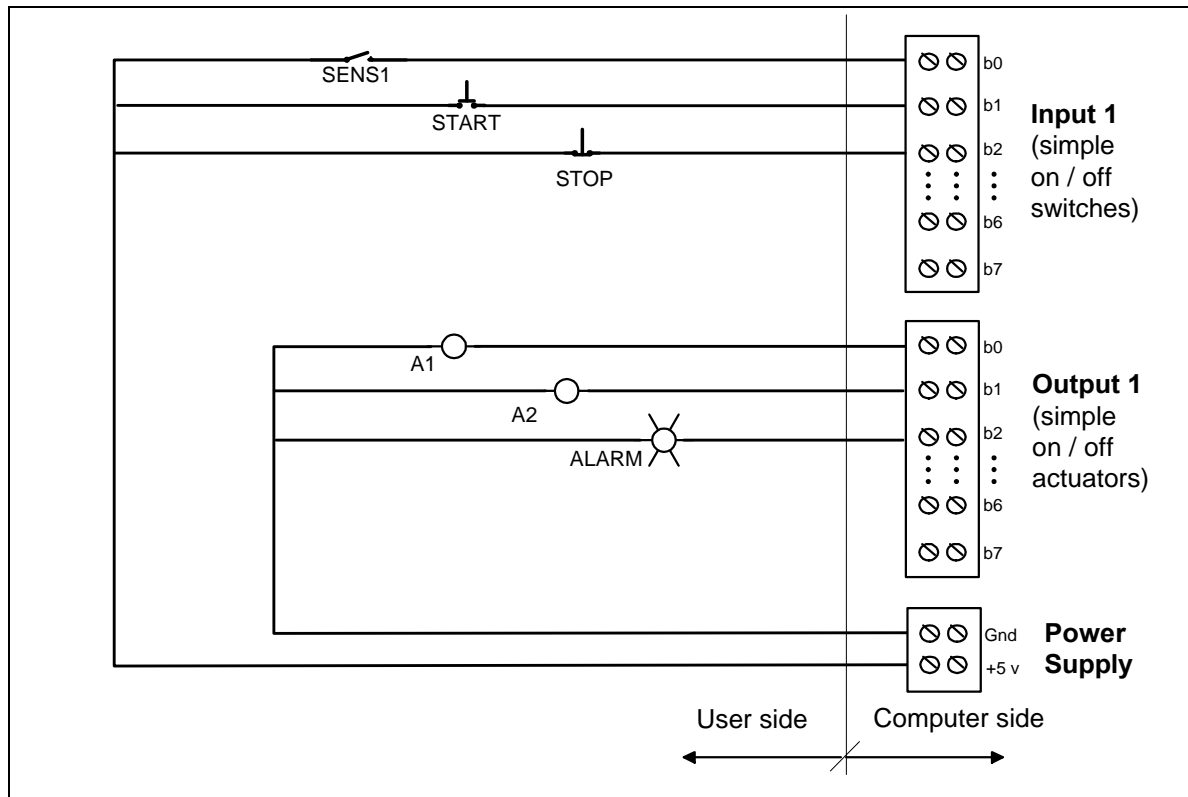 SENS1
b0
START
b1
STOP
b2
b6
b7
Input 1
(simple
on / off
switches)
A1
b0
A2
b1
ALARM
b2
b6
b7
Output 1
(simple
on / off
actuators)
Gnd
+5 v
Power
Supply
User side
Computer side